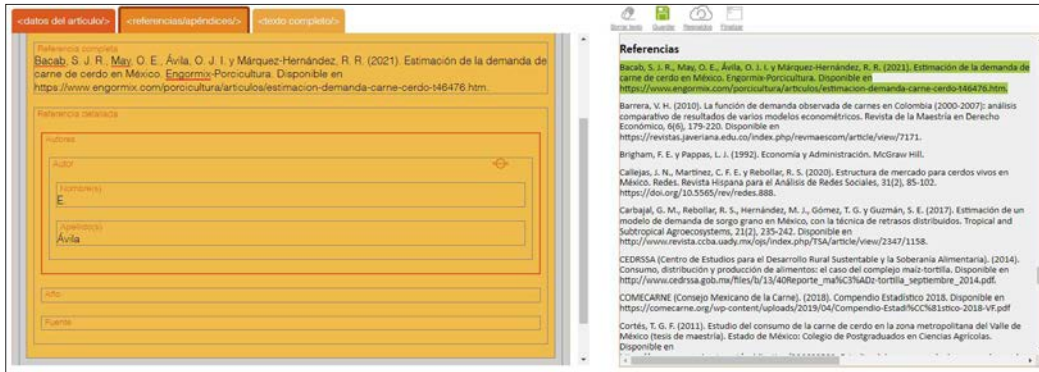 <datos del artículo/>
<referencias/apéndices/>
<texto completo/>
Referencia completa
Bacab, S. J. R., May, O. E., Ávila, O. J. I. y Márquez-Hernández, R. R. (2021). Estimación de la demanda de
carne de cerdo en México. Engormix-Porcicultura. Disponible en
https://www.engormix.com/porcicultura/articulos/estimacion-demanda-carne-cerdo-t46476.htm.
Referencia detallada
Autores
Autor
Nombre(s)
E.
Apellido(s)
Ávila
Año
Fuente
Borrar texto
Guardar
Finalizar
Referencias
Bacab, S. J. R., May, O. E., Ávila, O. J. I. y Márquez-Hernández, R. R. (2021). Estimación de la demanda de
carne de cerdo en México. Engormix-Porcicultura. Disponible en
https://www.engormix.com/porcicultura/articulos/estimacion-demanda-carne-cerdo-t46476.htm.
Barrera, V. H. (2010). La función de demanda observada de carnes en Colombia (2000-2007): análisis
comparativo de resultados de varios modelos econométricos. Revista de la Maestría en Derecho
Económico, 6(6), 179-220. Disponible en
https://revistas.javeriana.edu.co/index.php/revmaescom/article/view/7171.
Brigham, F. E. y Pappas, L. J. (1992). Economía y Administración. McGraw Hill.
Callejas, J. N., Martínez, C. F. E. y Rebollar, R. S. (2020). Estructura de mercado para cerdos vivos en
México. Redes. Revista Hispana para el Análisis de Redes Sociales, 31(2), 85-102.
https://doi.org/10.5565/rev/redes.888.
Carbajal, G. M., Rebollar, R. S., Hernández, M. J., Gómez, T. G. y Guzmán, S. E. (2017). Estimación de un
modelo de demanda de sorgo grano en México, con la técnica de retrasos distribuidos. Tropical and
Subtropical Agroecosystems, 21(2), 235-242. Disponible en
http://www.revista.ccba.uady.mx/ojs/index.php/TSA/article/view/2347/1158.
CEDRSSA (Centro de Estudios para el Desarrollo Rural Sustentable y la Soberanía Alimentaria). (2014).
Consumo, distribución y producción de alimentos: el caso del complejo maíz-tortilla. Disponible en
http://www.cedrssa.gob.mx/files/b/13/40Reporte_ma%C3%ADz-tortilla_septiembre_2014.pdf.
COMECARNE (Consejo Mexicano de la Carne). (2018). Compendio Estadístico 2018. Disponible en
https://comecarne.org/wp-content/uploads/2019/04/Compendio-Estadi%CC%81stico-2018-VF.pdf
Cortés, T. G. F. (2011). Estudio del consumo de la carne de cerdo en la zona metropolitana del Valle de
México (tesis de maestría). Estado de México: Colegio de Postgraduados en Ciencias Agrícolas.
Disponible en